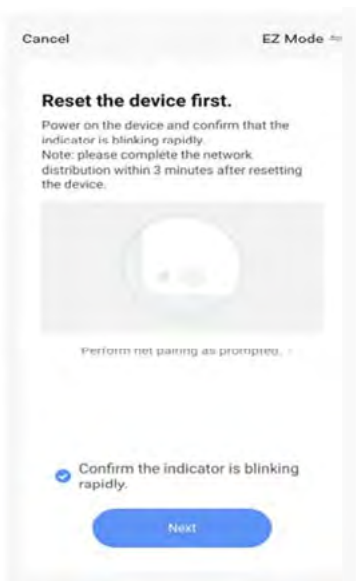 Cancel
EZ Mode
Reset the device first.
Power on the device and confirm that the
indicator is blinking rapidly.
Note: please complete the network
distribution within 3 minutes after resetting
the device.
Perform net pairing as prompted.
Confirm the indicator is blinking
rapidly.
Next